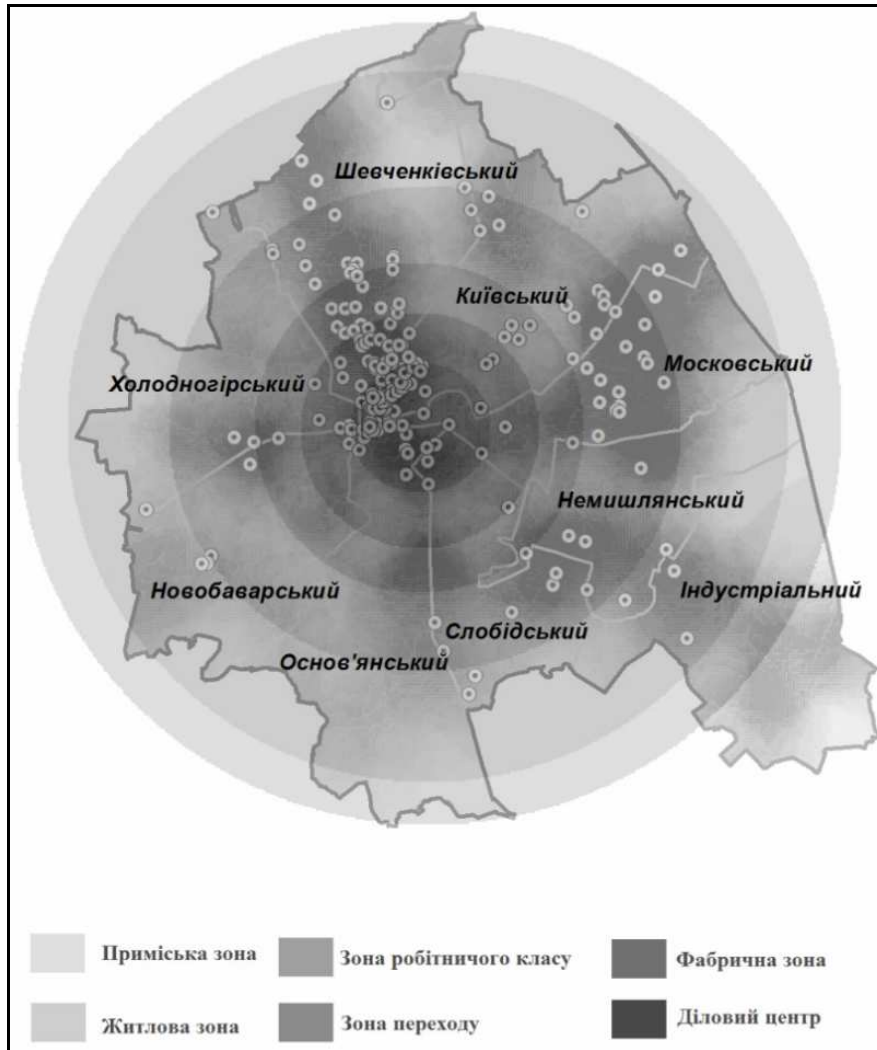 Шевченківський
Київський
Холодногірський
Московський
Немишлянський
Новобаварський
Індустріальний
Слобідський
Основ'янський
Приміська зона
Зона робітничого класу
Фабрична зона
Житлова зона
Зона переходу
Діловий центр